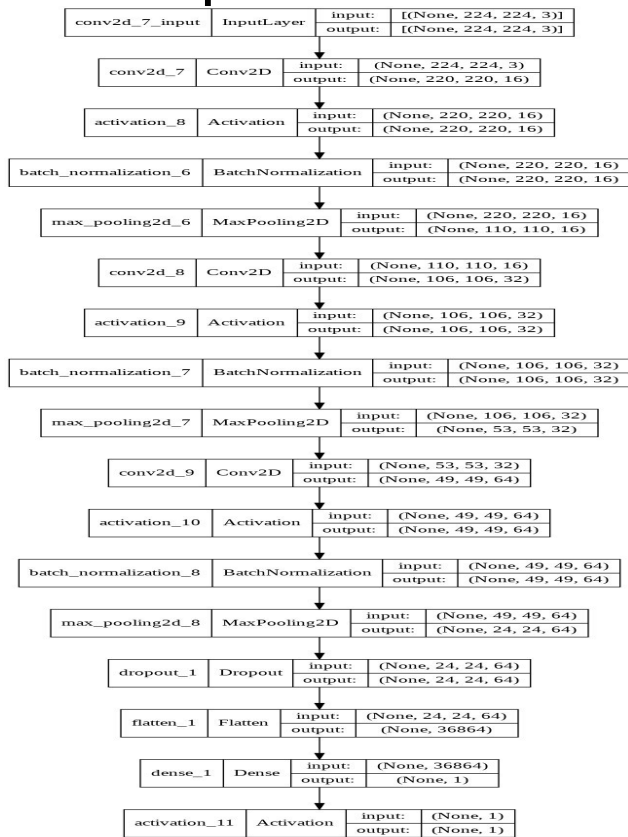 conv2d_7_input InputLayer input: [(None, 224, 224, 3)]
output: [(None, 224, 224, 3)]
conv2d_7 Conv2D input: (None, 224, 224, 3)
output: (None, 220, 220, 16)
activation_8 Activation input: (None, 220, 220, 16)
output: (None, 220, 220, 16)
batch_normalization_6 BatchNormalization input: (None, 220, 220, 16)
output: (None, 220, 220, 16)
max_pooling2d_6 MaxPooling2D input: (None, 220, 220, 16)
output: (None, 110, 110, 16)
conv2d_8 Conv2D input: (None, 110, 110, 16)
output: (None, 106, 106, 32)
activation_9 Activation input: (None, 106, 106, 32)
output: (None, 106, 106, 32)
batch_normalization_7 BatchNormalization input: (None, 106, 106, 32)
output: (None, 106, 106, 32)
max_pooling2d_7 MaxPooling2D input: (None, 106, 106, 32)
output: (None, 53, 53, 32)
conv2d_9 Conv2D input: (None, 53, 53, 32)
output: (None, 49, 49, 64)
activation_10 Activation input: (None, 49, 49, 64)
output: (None, 49, 49, 64)
batch_normalization_8 BatchNormalization input: (None, 49, 49, 64)
output: (None, 49, 49, 64)
max_pooling2d_8 MaxPooling2D input: (None, 49, 49, 64)
output: (None, 24, 24, 64)
dropout_1 Dropout input: (None, 24, 24, 64)
output: (None, 24, 24, 64)
flatten_1 Flatten input: (None, 24, 24, 64)
output: (None, 36864)
dense_1 Dense input: (None, 36864)
output: (None, 1)
activation_11 Activation input: (None, 1)
output: (None, 1)